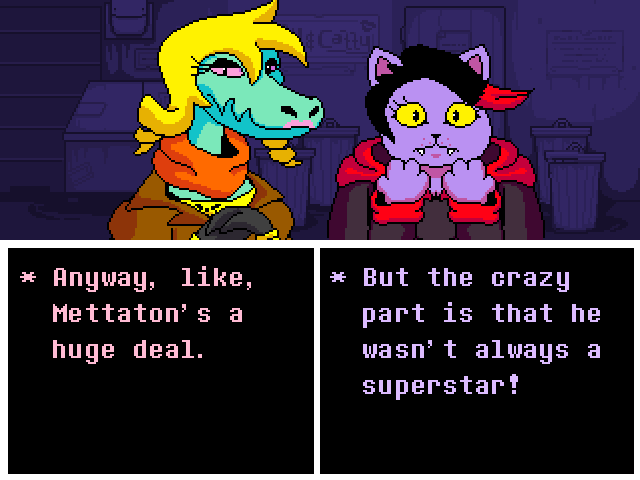 * Anyway, like,
Mettaton's a
huge deal.
* But the crazy
part is that he
wasn't always a
superstar!